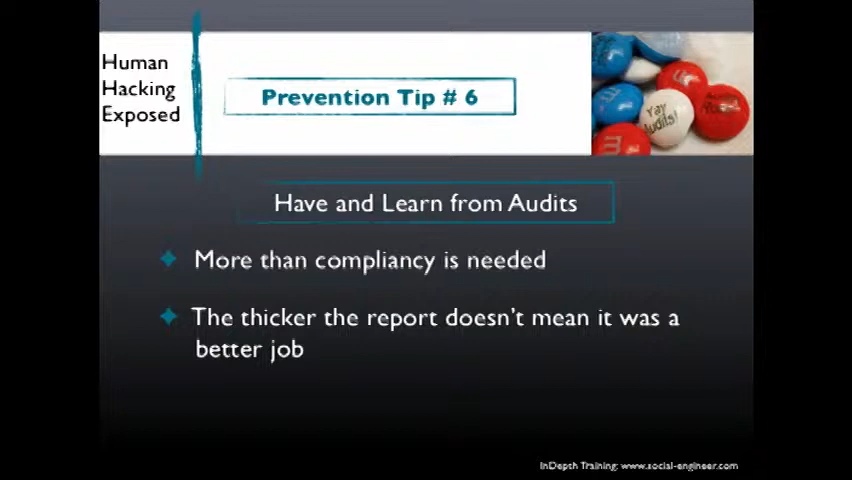 Human
Hacking
Exposed
Prevention Tip # 6
Yay
Audits!
m
Have and Learn from Audits
More than compliancy is needed
The thicker the report doesn't mean it was a
better job
InDepth Training: www.social-engineer.com